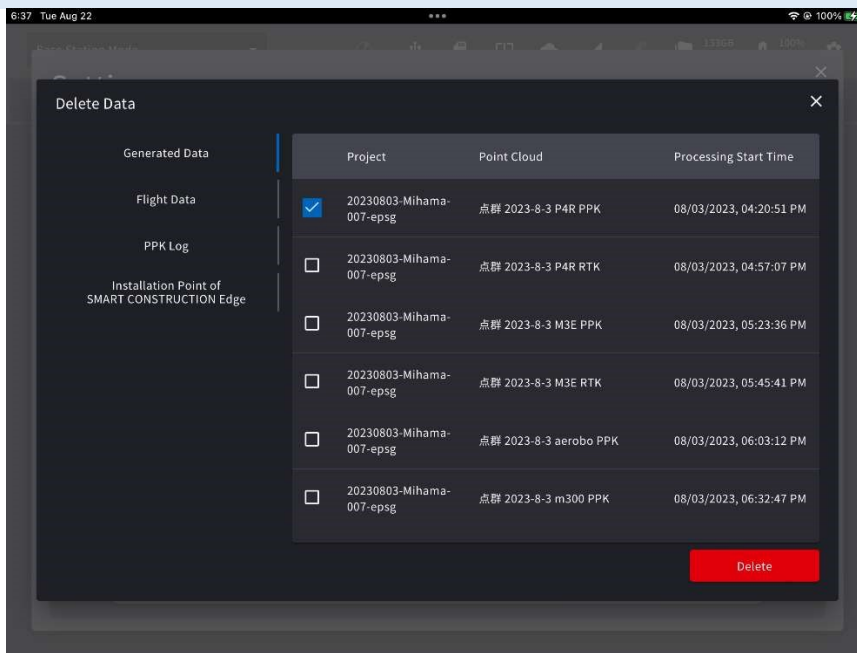 6:37 Tue Aug 22
100%
Base Station Mode
133GB
100%
Delete Data
Generated Data
Flight Data
PPK Log
Installation Point of
SMART CONSTRUCTION Edge
Project Point Cloud Processing Start Time
20230803-Mihama-
007-epsg
点群 2023-8-3 P4R PPK
08/03/2023, 04:20:51 PM
20230803-Mihama-
007-epsg
点群 2023-8-3 P4R RTK
08/03/2023, 04:57:07 PM
20230803-Mihama-
007-epsg
点群 2023-8-3 M3E PPK
08/03/2023, 05:23:36 PM
20230803-Mihama-
007-epsg
点群 2023-8-3 M3E RTK
08/03/2023, 05:45:41 PM
20230803-Mihama-
007-epsg
点群 2023-8-3 aerobo PPK
08/03/2023, 06:03:12 PM
20230803-Mihama-
007-epsg
点群 2023-8-3 m300 PPK
08/03/2023, 06:32:47 PM
Delete